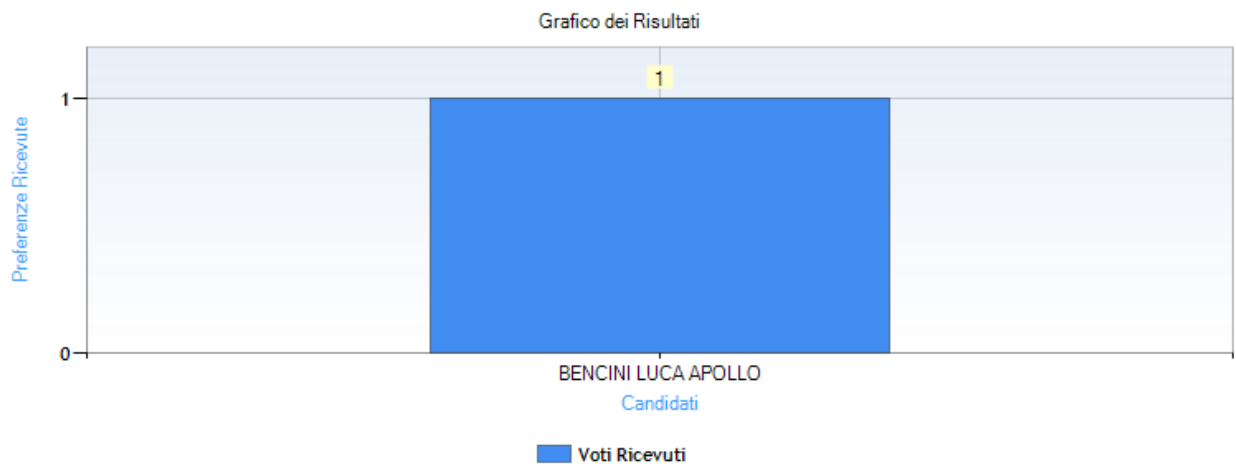 Grafico dei Risultati
1
1
Preferenze Ricevute
0
BENCINI LUCA APOLLO
Candidati
Voti Ricevuti